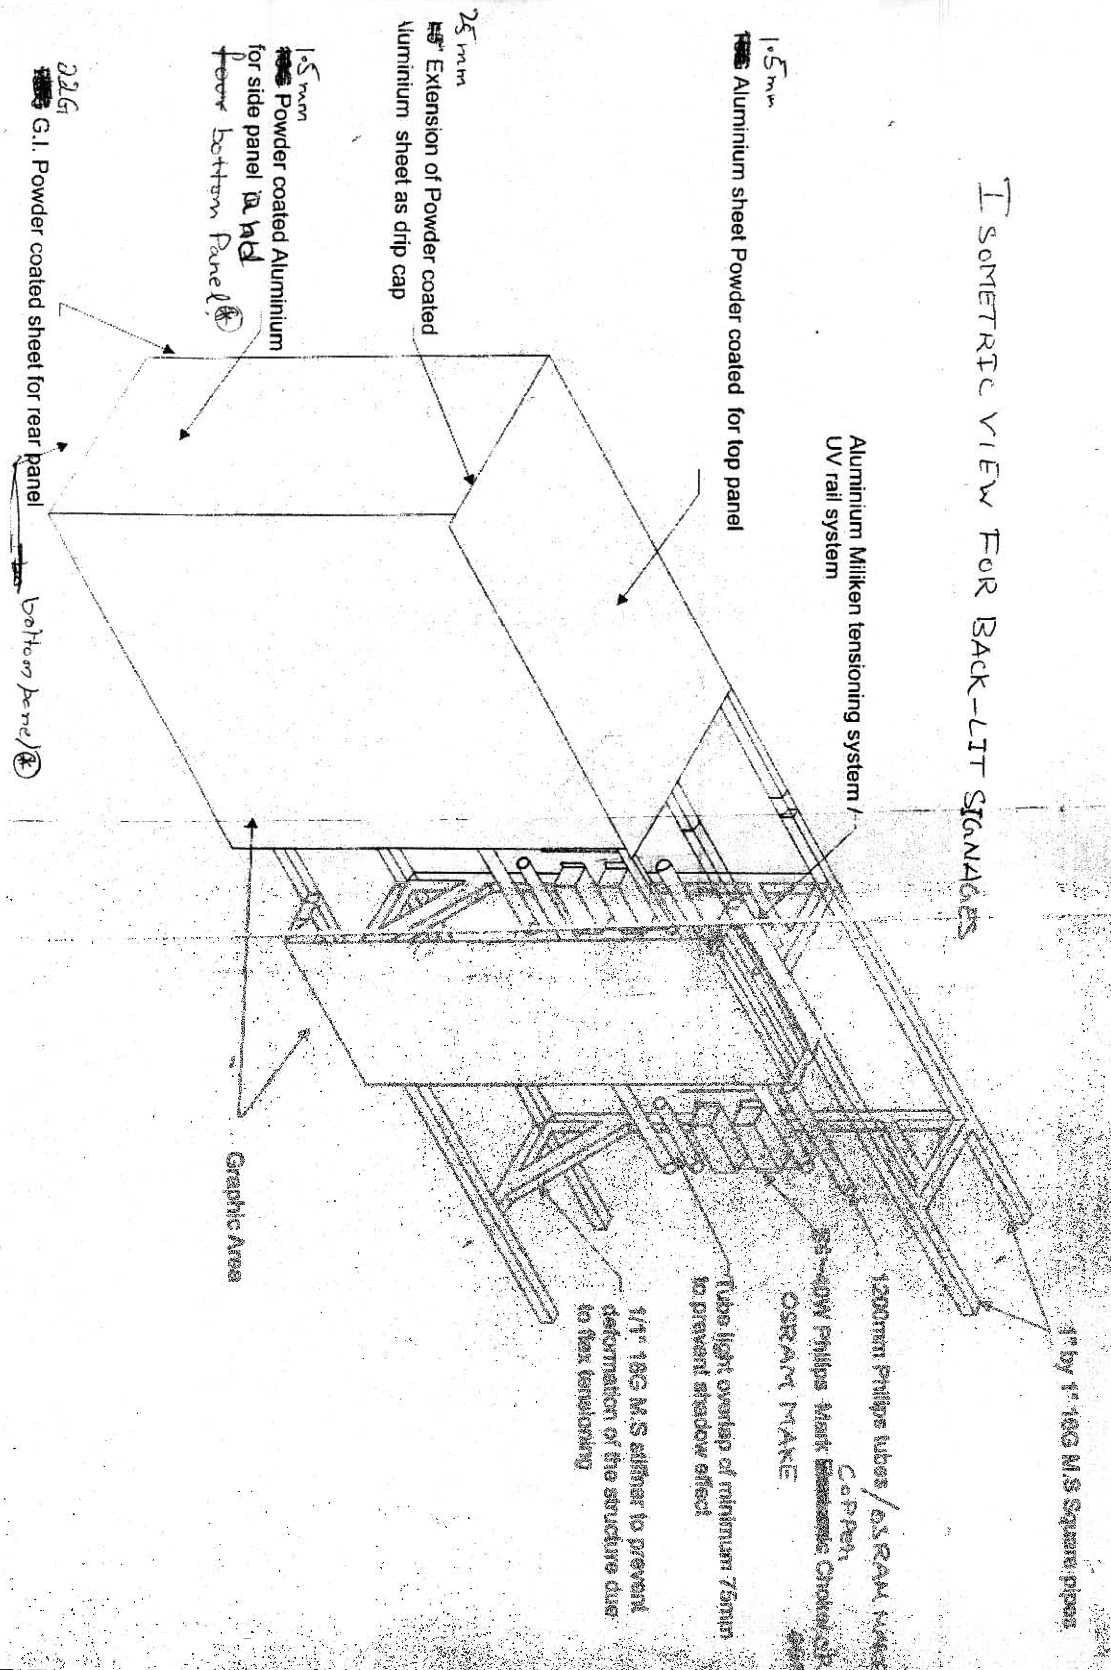 ISOMETRIC VIEW FOR BACK-LIT SIGNAGES
1.5mm
Aluminium sheet Powder coated for top panel
Aluminium Miliken tensioning system /
UV rail system
25mm
Extension of Powder coated
Aluminium sheet as drip cap
1.5mm
Powder coated Aluminium
for side panel and
bottom Panel.*
22G
G.I. Powder coated sheet for rear panel
bottom panel *
Graphic Area
1" by 1" 18G M.S Square pipes
1200mm Philips tubes/OSRAM MAKE
Copper
40W Philips Mark Chokes
OSRAM MAKE
Tube light overlap of minimum 75mm
to prevent shadow effect
1/1" 18G M.S stiffner to prevent
deformation of the structure due
to flex tensioning